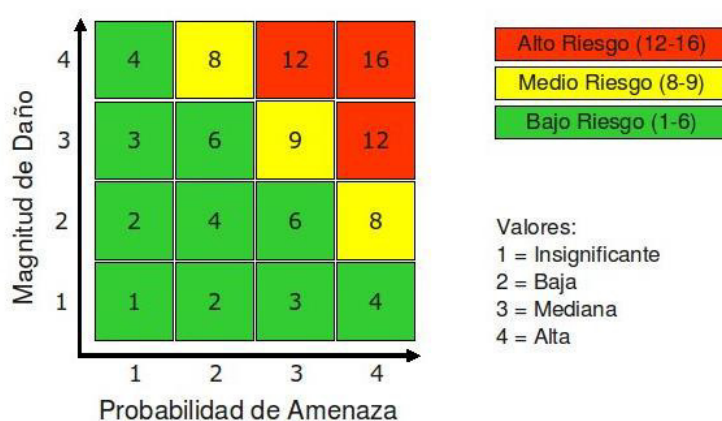 Magnitud de Daño
4 4 8 12 16
3 3 6 9 12
2 2 4 6 8
1 1 2 3 4
1 2 3 4
Probabilidad de Amenaza
Alto Riesgo (12-16)
Medio Riesgo (8-9)
Bajo Riesgo (1-6)
Valores:
1 = Insignificante
2 = Baja
3 = Mediana
4 = Alta